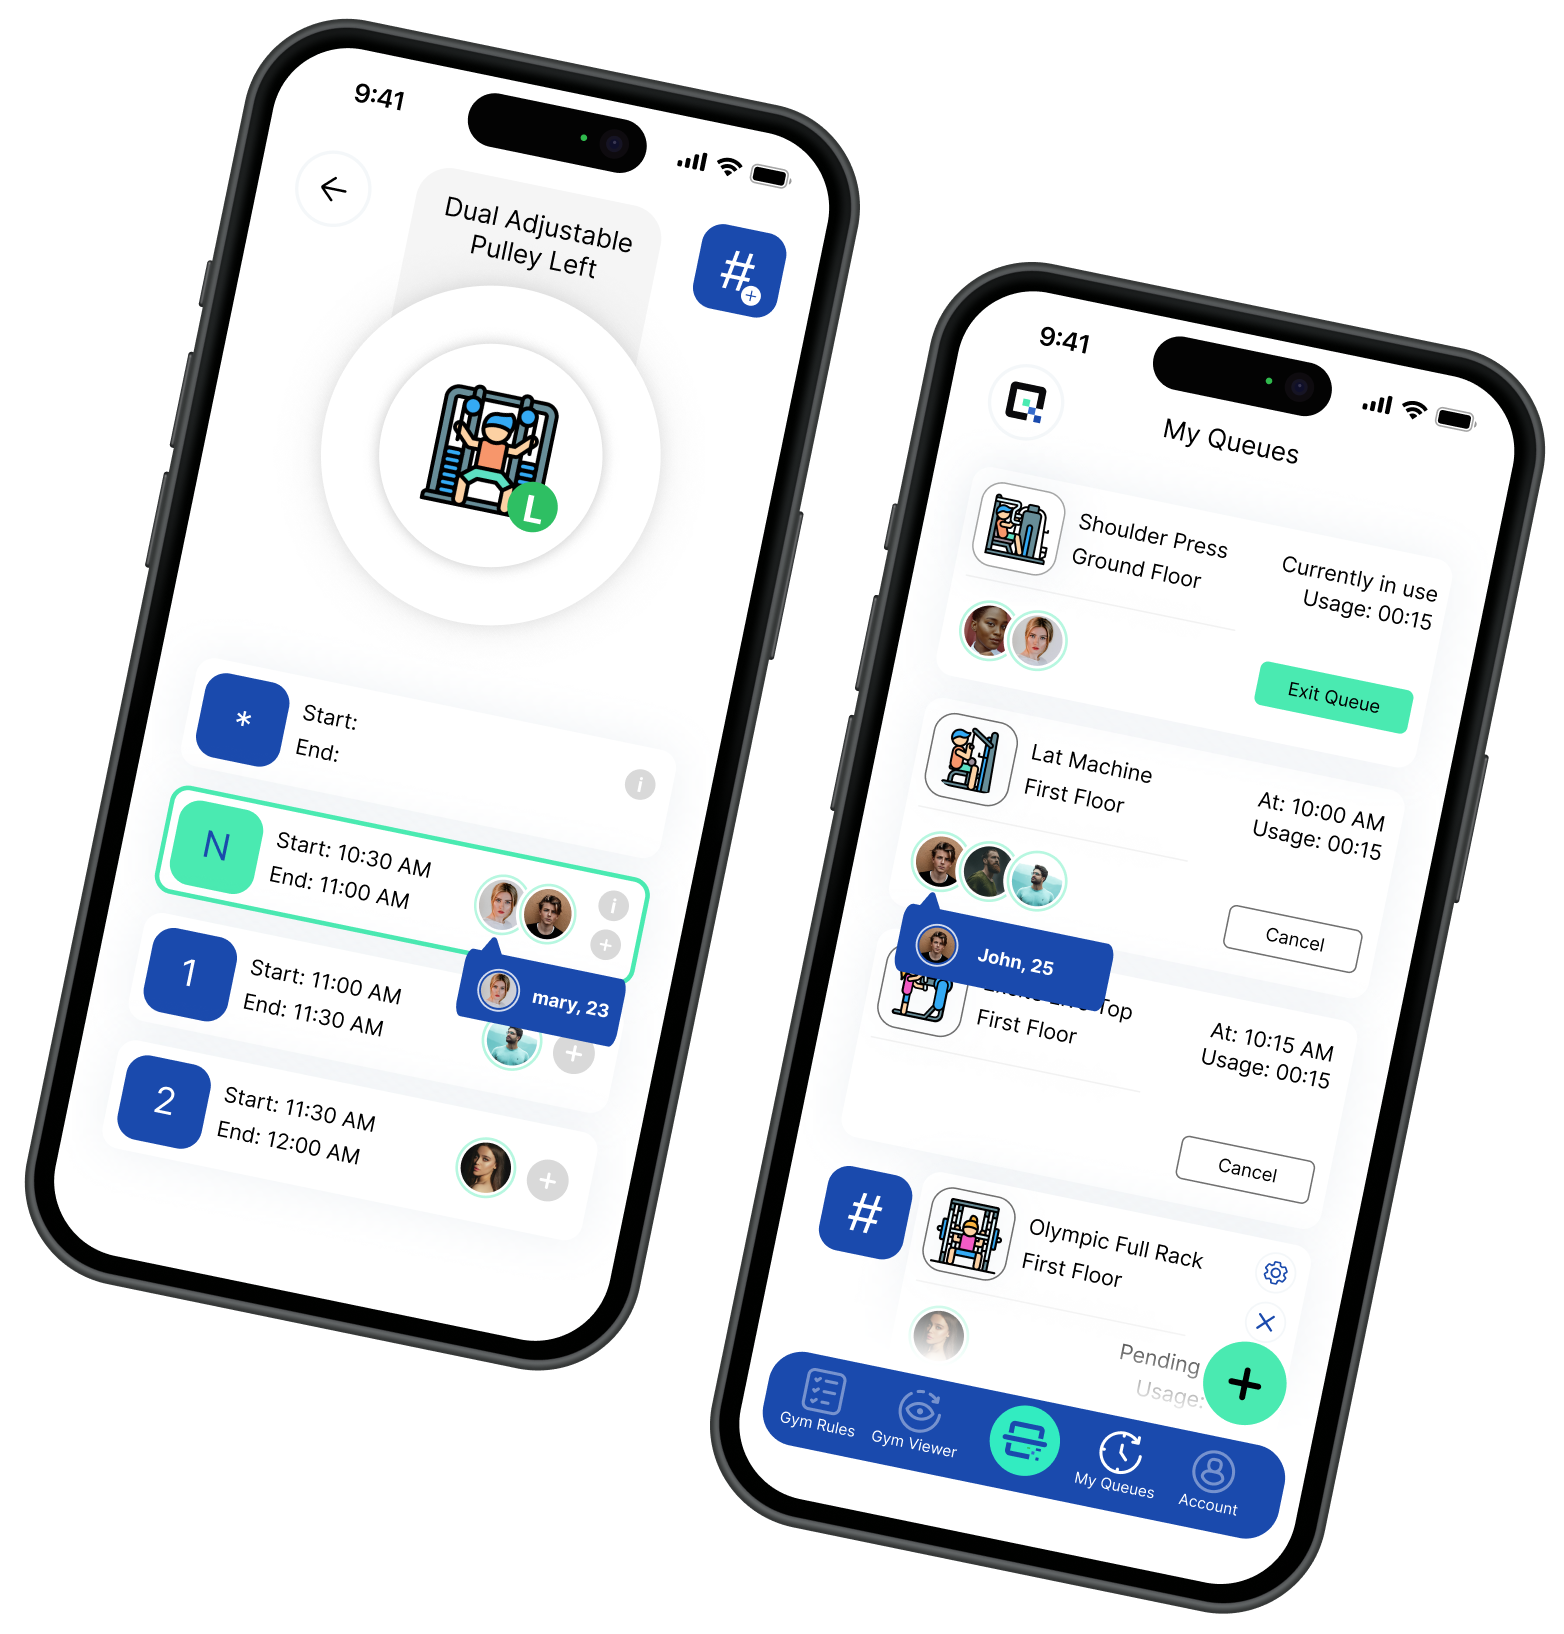 9:41
Dual Adjustable
Pulley Left
#
L
*
Start:
End:
i
N
Start: 10:30 AM
End: 11:00 AM
i
mary, 23
1
Start: 11:00 AM
End: 11:30 AM
2
Start: 11:30 AM
End: 12:00 AM
9:41
My Queues
Shoulder Press
Ground Floor
Currently in use
Usage: 00:15
Exit Queue
Lat Machine
First Floor
At: 10:00 AM
Usage: 00:15
Cancel
John, 25
Top
First Floor
At: 10:15 AM
Usage: 00:15
Cancel
#
Olympic Full Rack
First Floor
Pending
Usage:
Gym Rules
Gym Viewer
My Queues
Account